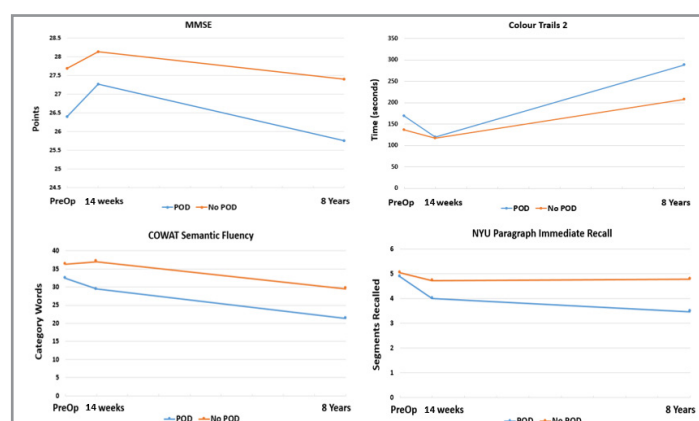 MMSE
Points
28.5
28
27.5
27
26.5
26
25.5
25
24.5
PreOp 14 weeks 8 Years
POD No POD
Colour Trails 2
Time (seconds)
350
300
250
200
150
100
50
0
PreOp 14 weeks 8 Years
POD No POD
COWAT Semantic Fluency
Category Words
40
35
30
25
20
15
10
5
0
PreOp 14 weeks 8 Years
POD No POD
NYU Paragraph Immediate Recall
Segments Recalled
6
5
4
3
2
1
0
PreOp 14 weeks 8 Years
POD No POD